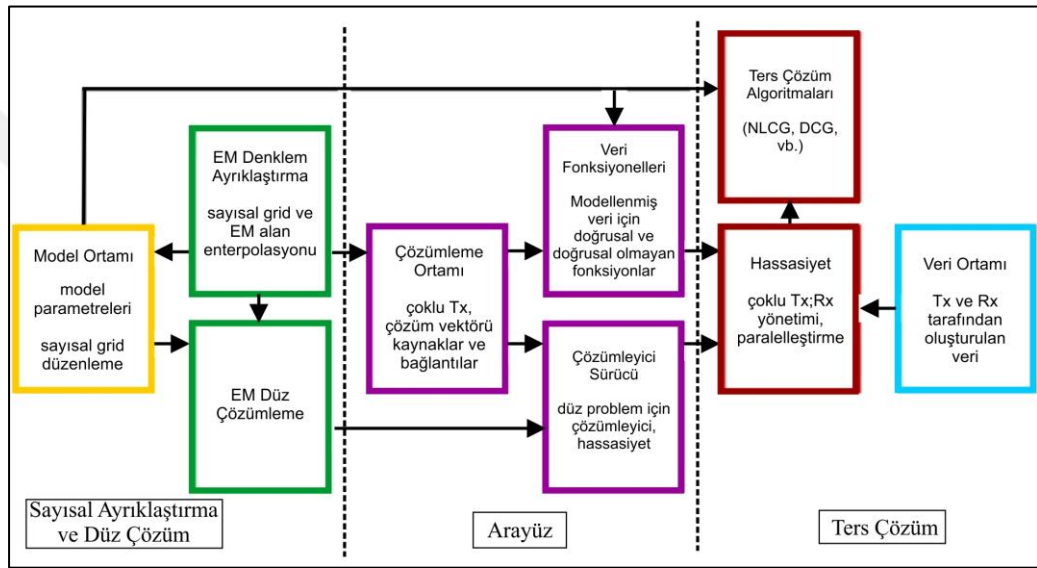 EM Denklem
Ayrıklaştırma
sayısal grid ve
EM alan
enterpolasyonu
Model Ortamı
model
parametreleri
sayısal grid
düzenleme
EM Düz
Çözümleme
Sayısal Ayrıklaştırma
ve Düz Çözüm
Çözümleme
Ortamı
çoklu Tx,
çözüm vektörü
kaynaklar ve
bağlantılar
Veri
Fonksiyonelleri
Modellenmiş
veri için
doğrusal ve
doğrusal olmayan
fonksiyonlar
Çözümleyici
Sürücü
düz problem için
çözümleyici,
hassasiyet
Arayüz
Ters Çözüm
Algoritmaları
(NLCG, DCG,
vb.)
Hassasiyet
çoklu Tx;Rx
yönetimi,
paralelleştirme
Veri Ortamı
Tx ve Rx
tarafından
oluşturulan
veri
Ters Çözüm